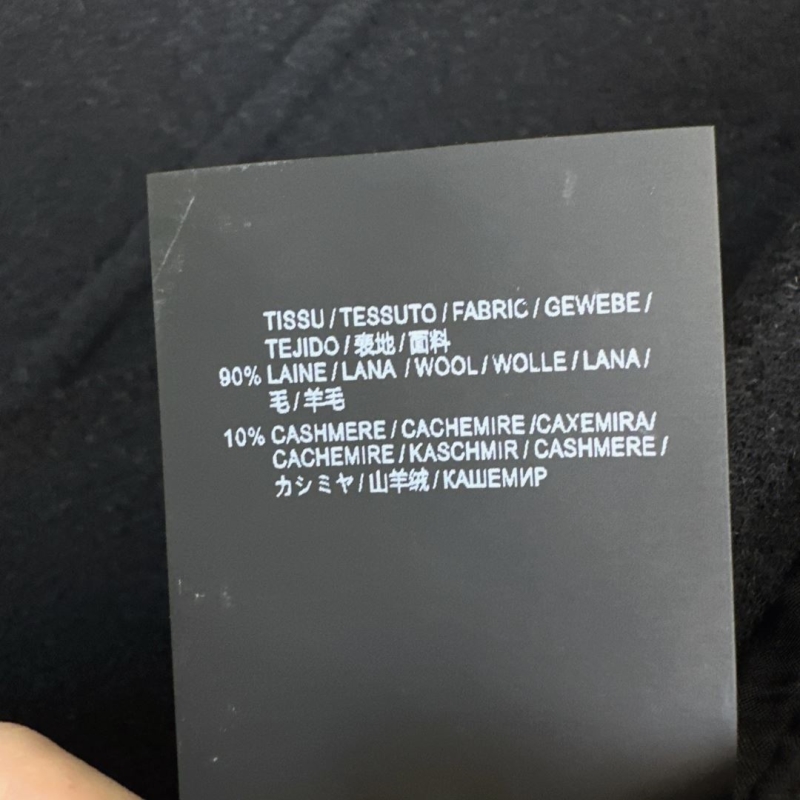 TISSU / TESSUTO / FABRIC / GEWEBE /
TEJIDO / 表地 / 面料
90% LAINE / LANA / WOOL / WOLLE / LANA /
毛 / 羊毛
10% CASHMERE / CACHEMIRE /CAXEMIRA/
CACHEMIRE / KASCHMIR / CASHMERE /
カシミヤ / 山羊绒 / КАШЕМИР